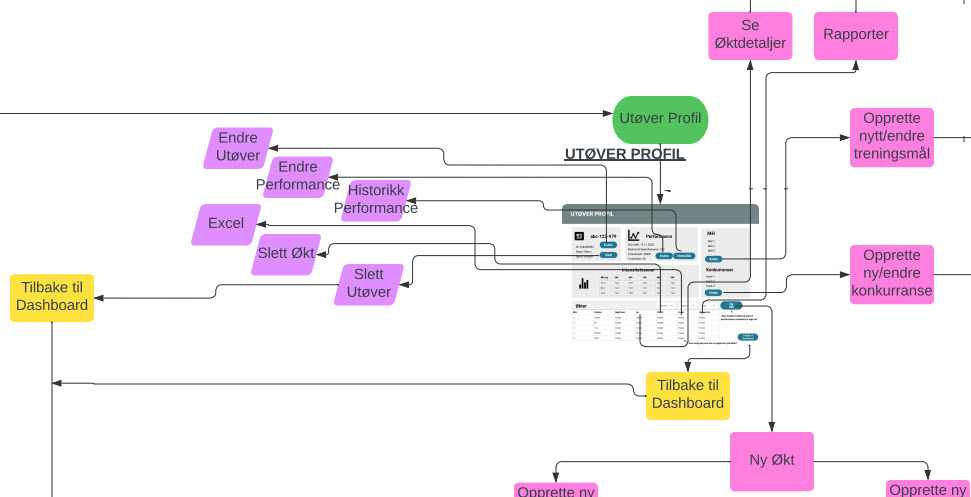 Se
Øktdetaljer
Rapporter
Utøver Profil
UTØVER PROFIL
Opprette
nytt/endre
treningsmål
Endre
Utøver
Endre
Performance
Historikk
Performance
Excel
Slett Økt
Slett
Utøver
Tilbake til
Dashboard
UTØVER PROFIL
Performance
Mål
Konkurranser
Økter
Opprette
ny/endre
konkurranse
Tilbake til
Dashboard
Ny Økt
Opprette ny
Opprette ny